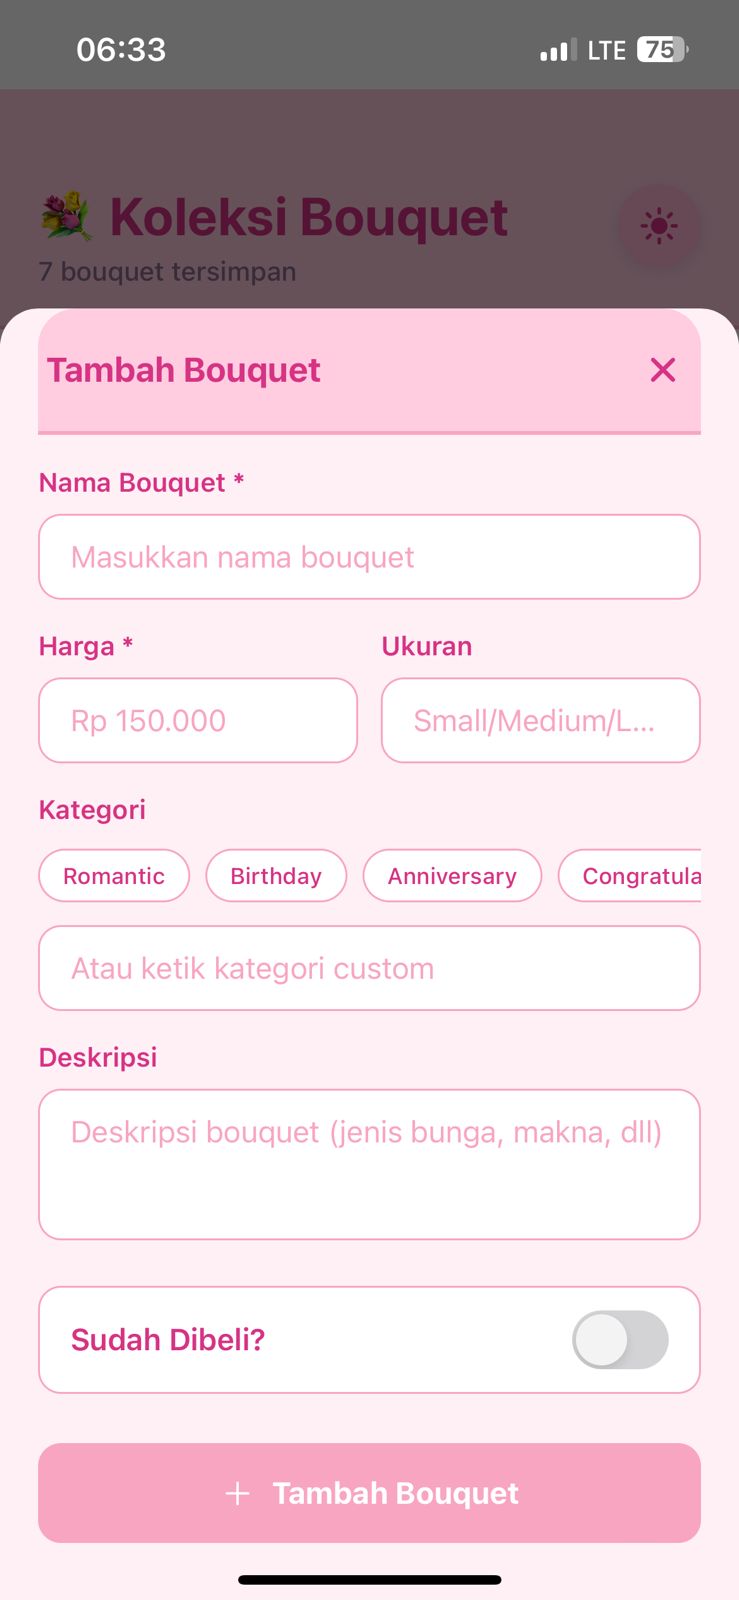 06:33 LTE 75
Koleksi Bouquet
7 bouquet tersimpan
Tambah Bouquet
Nama Bouquet *
Masukkan nama bouquet
Harga * Ukuran
Rp 150.000 Small/Medium/L...
Kategori
Romantic Birthday Anniversary Congratula
Atau ketik kategori custom
Deskripsi
Deskripsi bouquet (jenis bunga, makna, dll)
Sudah Dibeli?
+ Tambah Bouquet